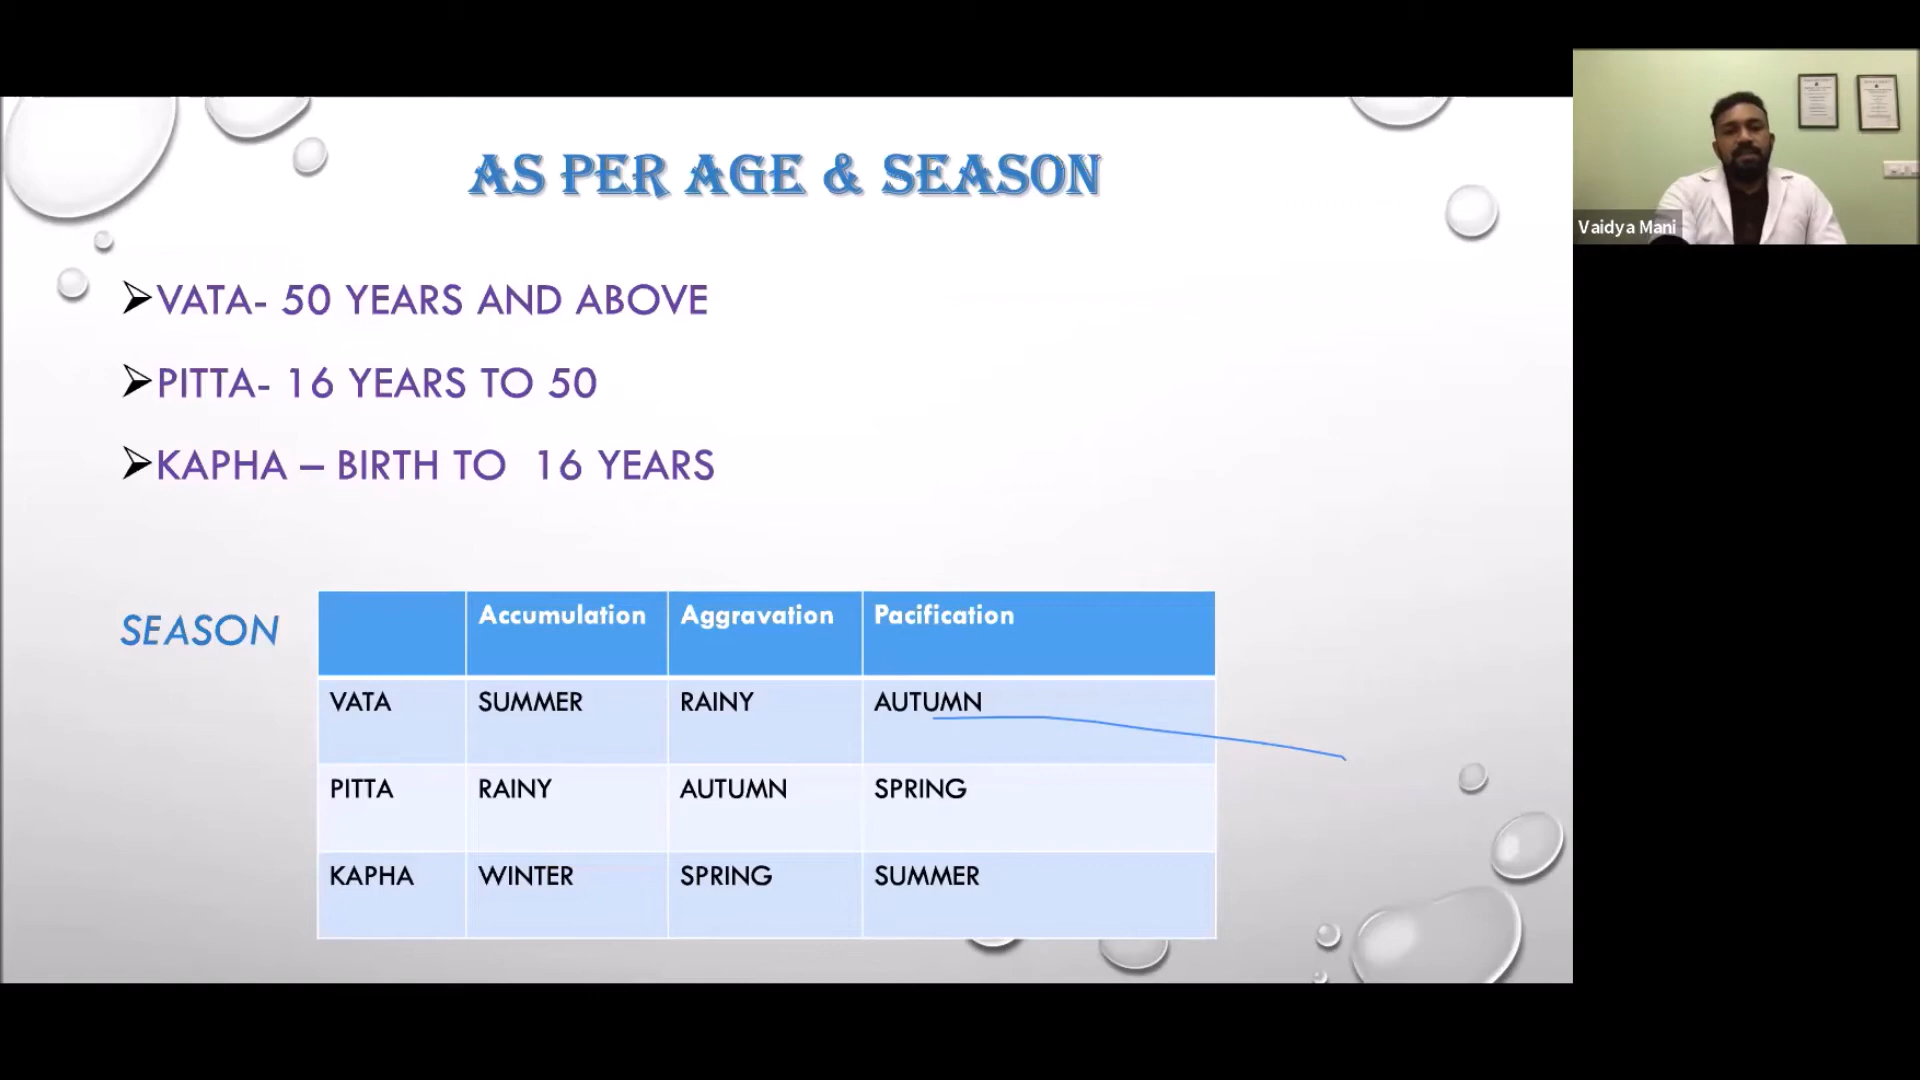 AS PER AGE & SEASON
VATA- 50 YEARS AND ABOVE
PITTA- 16 YEARS TO 50
KAPHA – BIRTH TO 16 YEARS
SEASON
Accumulation Aggravation Pacification
VATA SUMMER RAINY AUTUMN
PITTA RAINY AUTUMN SPRING
KAPHA WINTER SPRING SUMMER
Vaidya Mani